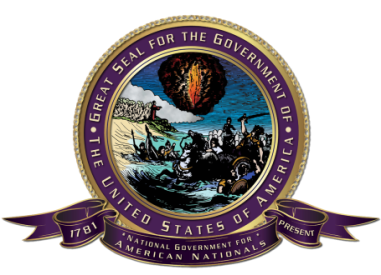 • GREAT SEAL FOR THE GOVERNMENT OF •
THE UNITED STATES OF AMERICA
1781
• NATIONAL GOVERNMENT FOR •
AMERICAN NATIONALS
PRESENT